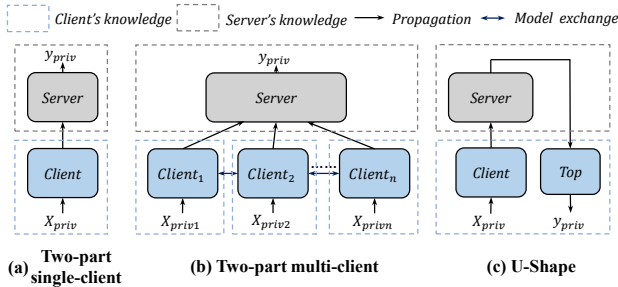 Client's knowledge Server's knowledge Propagation Model exchange
y_priv
Server
Client
X_priv
(a) Two-part single-client
y_priv
Server
Client_1 Client_2 ....... Client_n
X_priv1 X_priv2 X_privn
(b) Two-part multi-client
Server
Client Top
X_priv y_priv
(c) U-Shape